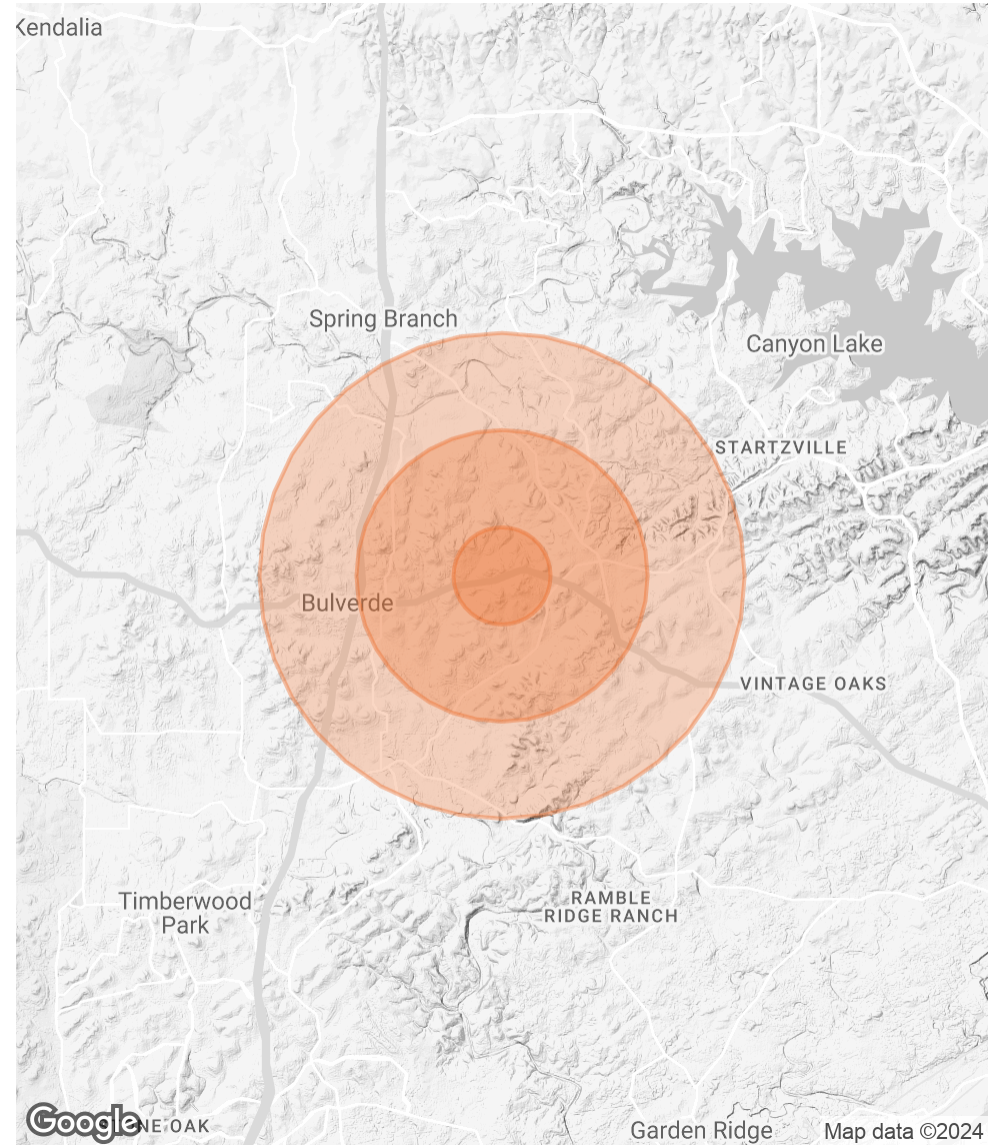 Kendalia
Spring Branch
Canyon Lake
STARTZVILLE
Bulverde
VINTAGE OAKS
Timberwood
Park
RAMBLE
RIDGE RANCH
Google
NE OAK
Garden Ridge
Map data ©2024